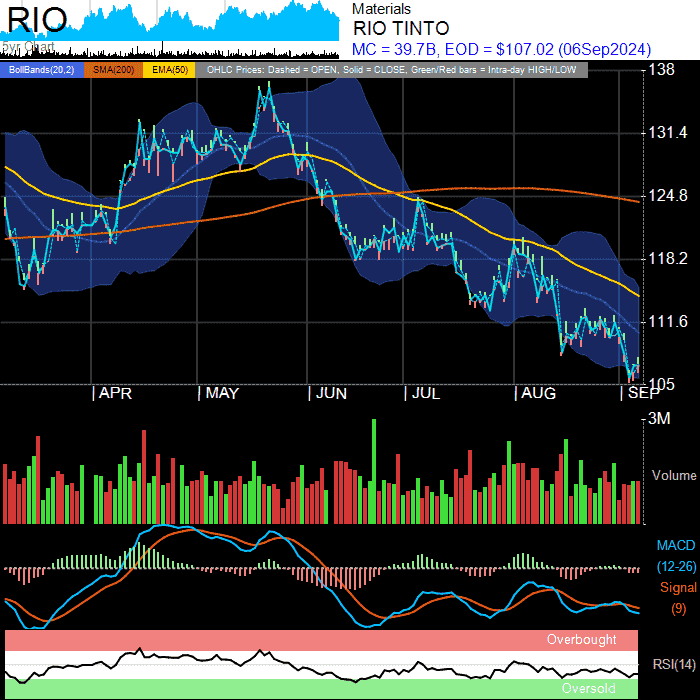 RIO
5yr Chart
Materials
RIO TINTO
MC = 39.7B, EOD = $107.02 (06Sep2024)
BollBands(20,2) SMA(200) EMA(50) OHLC Prices: Dashed = OPEN, Solid = CLOSE, Green/Red bars = Intra-day HIGH/LOW
138
131.4
124.8
118.2
111.6
105
| APR | MAY | JUN | JUL | AUG | SEP
3M
Volume
MACD
(12-26)
Signal
(9)
Overbought
RSI(14)
Oversold